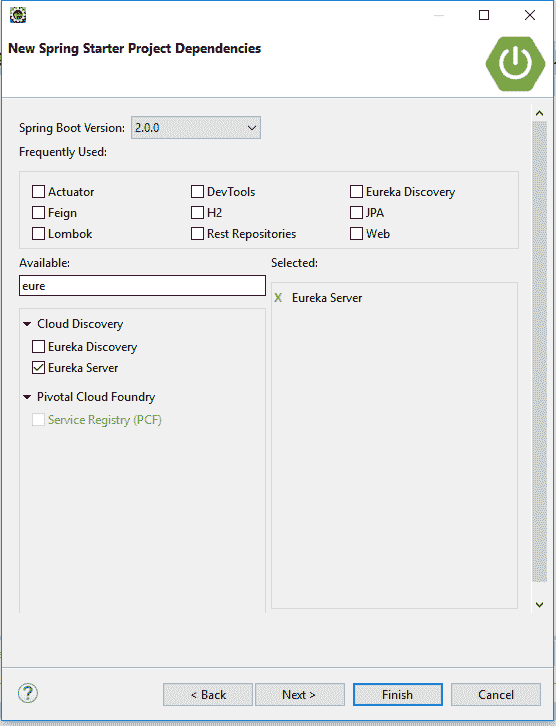 New Spring Starter Project Dependencies
Spring Boot Version: 2.0.0
Frequently Used:
Actuator DevTools Eureka Discovery
Feign H2 JPA
Lombok Rest Repositories Web
Available: Selected:
eure
X Eureka Server
Cloud Discovery
Eureka Discovery
Eureka Server
Pivotal Cloud Foundry
Service Registry (PCF)
? < Back Next > Finish Cancel